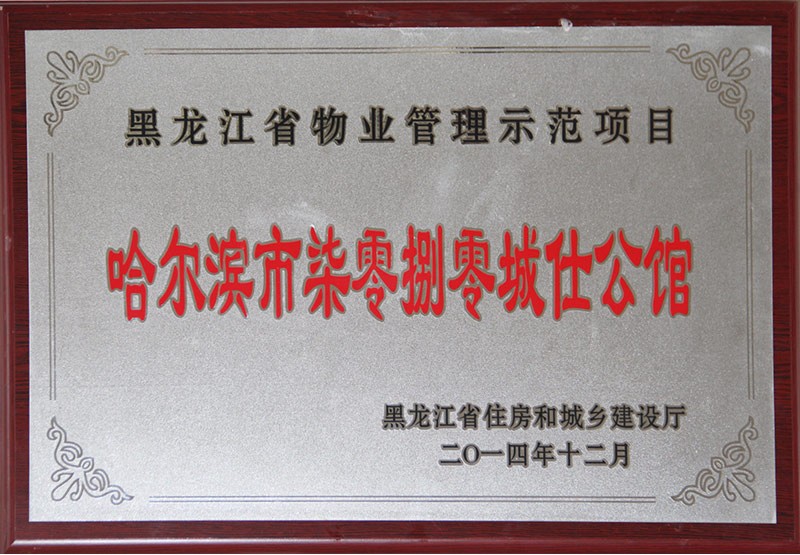 黑龙江省物业管理示范项目
哈尔滨市柒零捌零城仕公馆
黑龙江省住房和城乡建设厅
二〇一四年十二月